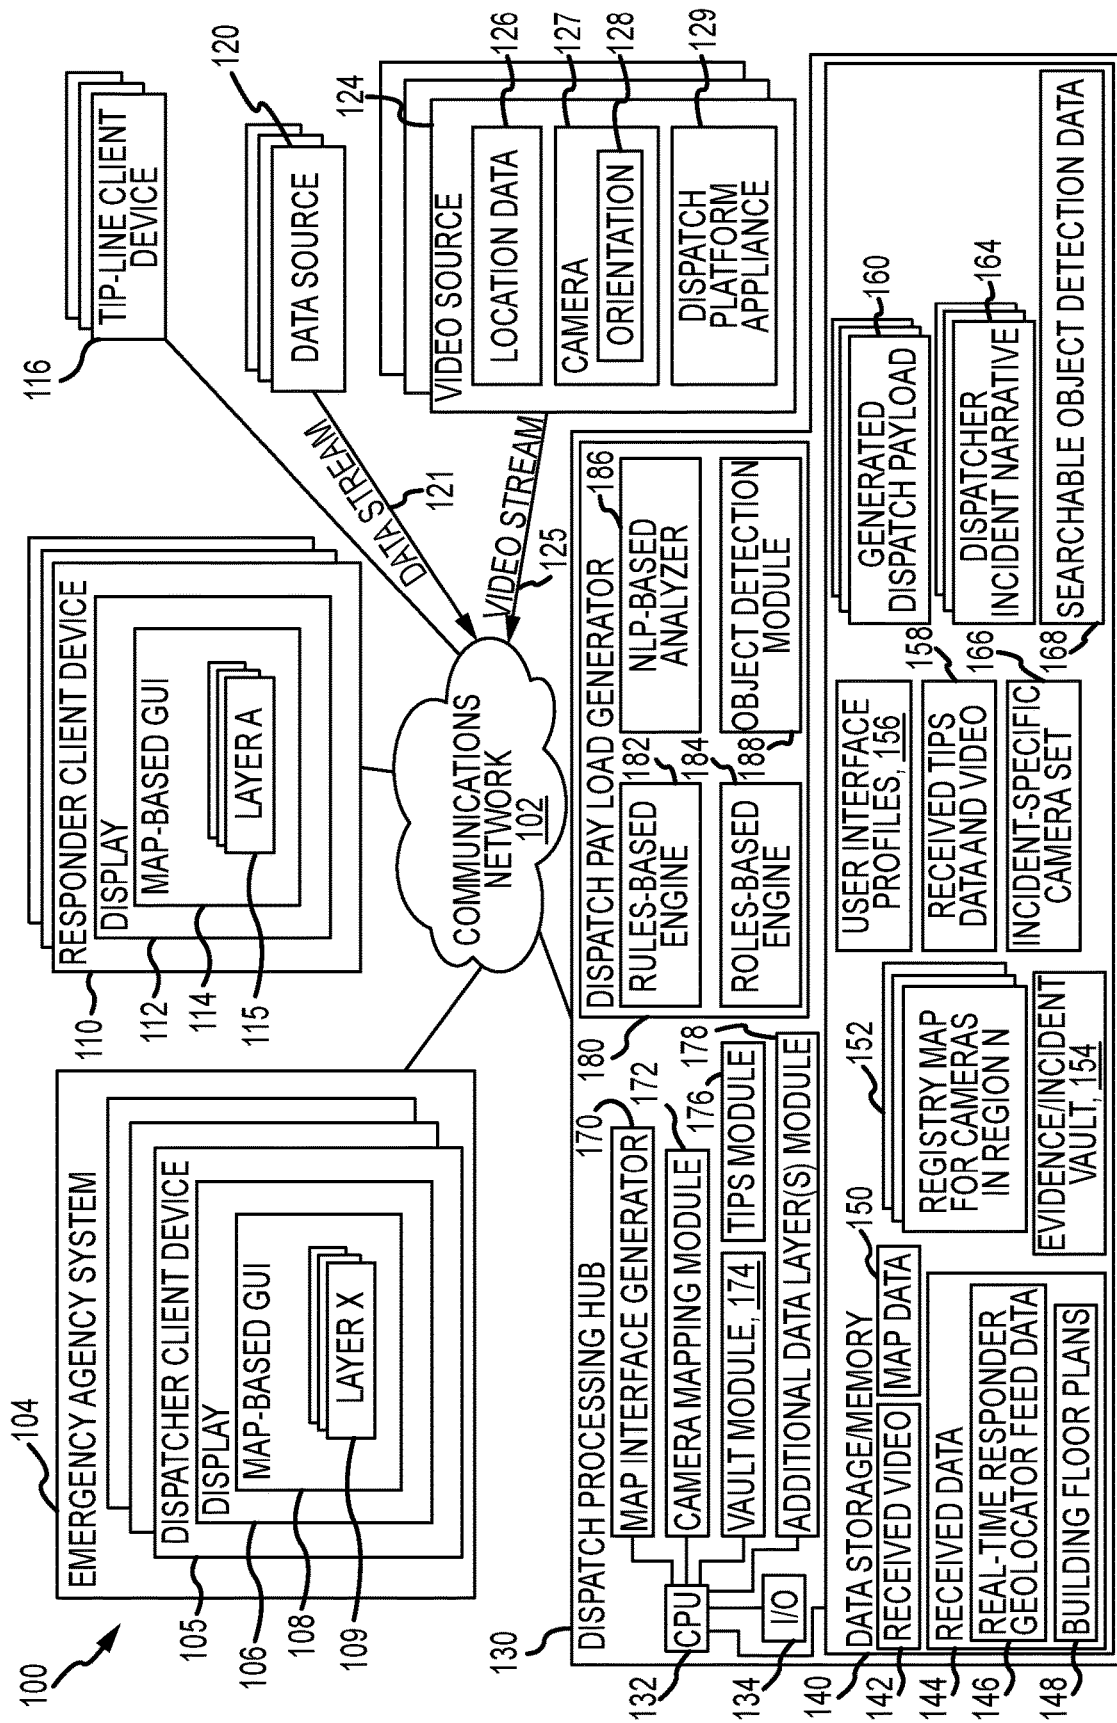 100
104
EMERGENCY AGENCY SYSTEM
DISPATCHER CLIENT DEVICE
DISPLAY
MAP-BASED GUI
LAYER X
105
106
108
109
RESPONDER CLIENT DEVICE
DISPLAY
MAP-BASED GUI
LAYER A
110
112
114
115
116
TIP-LINE CLIENT
DEVICE
120
DATA SOURCE
DATA STREAM
121
COMMUNICATIONS
NETWORK
102
VIDEO STREAM
125
124
VIDEO SOURCE
LOCATION DATA
126
CAMERA
127
ORIENTATION
128
DISPATCH
PLATFORM
APPLIANCE
129
130
DISPATCH PROCESSING HUB
CPU
132
I/O
134
170
MAP INTERFACE GENERATOR
172
CAMERA MAPPING MODULE
VAULT MODULE, 174
TIPS MODULE
176
178
ADDITIONAL DATA LAYER(S) MODULE
180
DISPATCH PAY LOAD GENERATOR
RULES-BASED
ENGINE
182
NLP-BASED
ANALYZER
186
ROLES-BASED
ENGINE
184
OBJECT DETECTION
MODULE
188
DATA STORAGE/MEMORY
140
RECEIVED VIDEO
142
MAP DATA
150
RECEIVED DATA
144
REAL-TIME RESPONDER
GEOLOCATOR FEED DATA
146
BUILDING FLOOR PLANS
148
152
REGISTRY MAP
FOR CAMERAS
IN REGION N
EVIDENCE/INCIDENT
VAULT, 154
USER INTERFACE
PROFILES, 156
RECEIVED TIPS
DATA AND VIDEO
158
INCIDENT-SPECIFIC
CAMERA SET
166
GENERATED
DISPATCH PAYLOAD
160
DISPATCHER
INCIDENT NARRATIVE
164
SEARCHABLE OBJECT DETECTION DATA
168